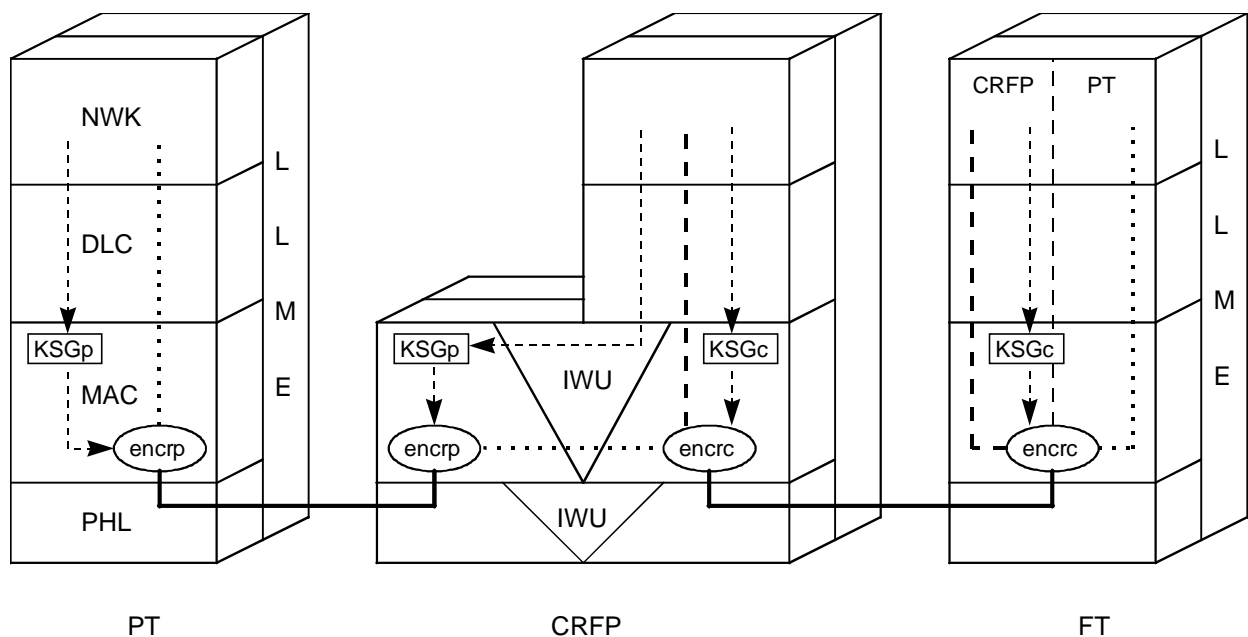 CRFP PT
NWK
L
L
DLC
L
L
M
M
KSGp
KSGp
KSGc
KSGc
IWU
E
E
MAC
encrp
encrp
encrc
encrc
PHL
IWU
PT
CRFP
FT